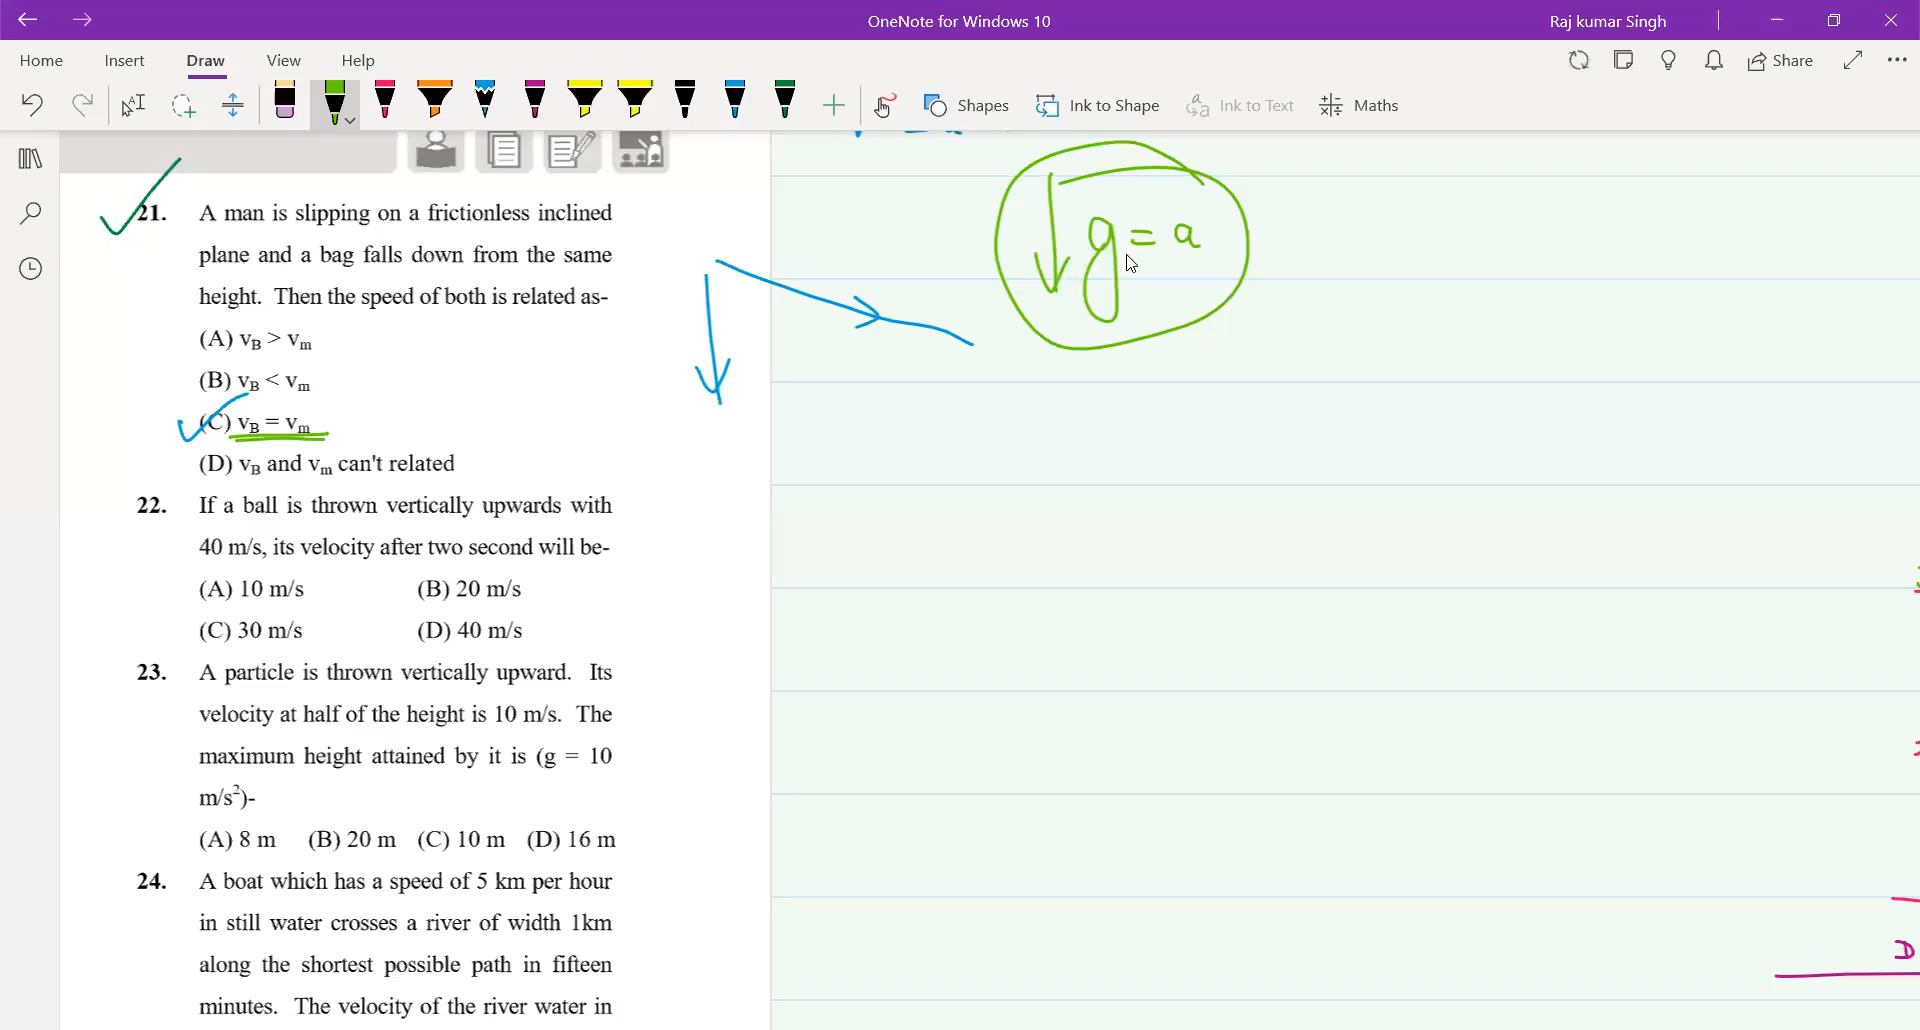 OneNote for Windows 10
Raj kumar Singh
Home Insert Draw View Help
Share
Shapes Ink to Shape Ink to Text Maths
21. A man is slipping on a frictionless inclined
plane and a bag falls down from the same
height. Then the speed of both is related as-
(A) vB > vm
(B) vB < vm
(C) vB = vm
(D) vB and vm can't related
22. If a ball is thrown vertically upwards with
40 m/s, its velocity after two second will be-
(A) 10 m/s (B) 20 m/s
(C) 30 m/s (D) 40 m/s
23. A particle is thrown vertically upward. Its
velocity at half of the height is 10 m/s. The
maximum height attained by it is (g = 10
m/s²)-
(A) 8 m (B) 20 m (C) 10 m (D) 16 m
24. A boat which has a speed of 5 km per hour
in still water crosses a river of width 1km
along the shortest possible path in fifteen
minutes. The velocity of the river water in
g = a
D